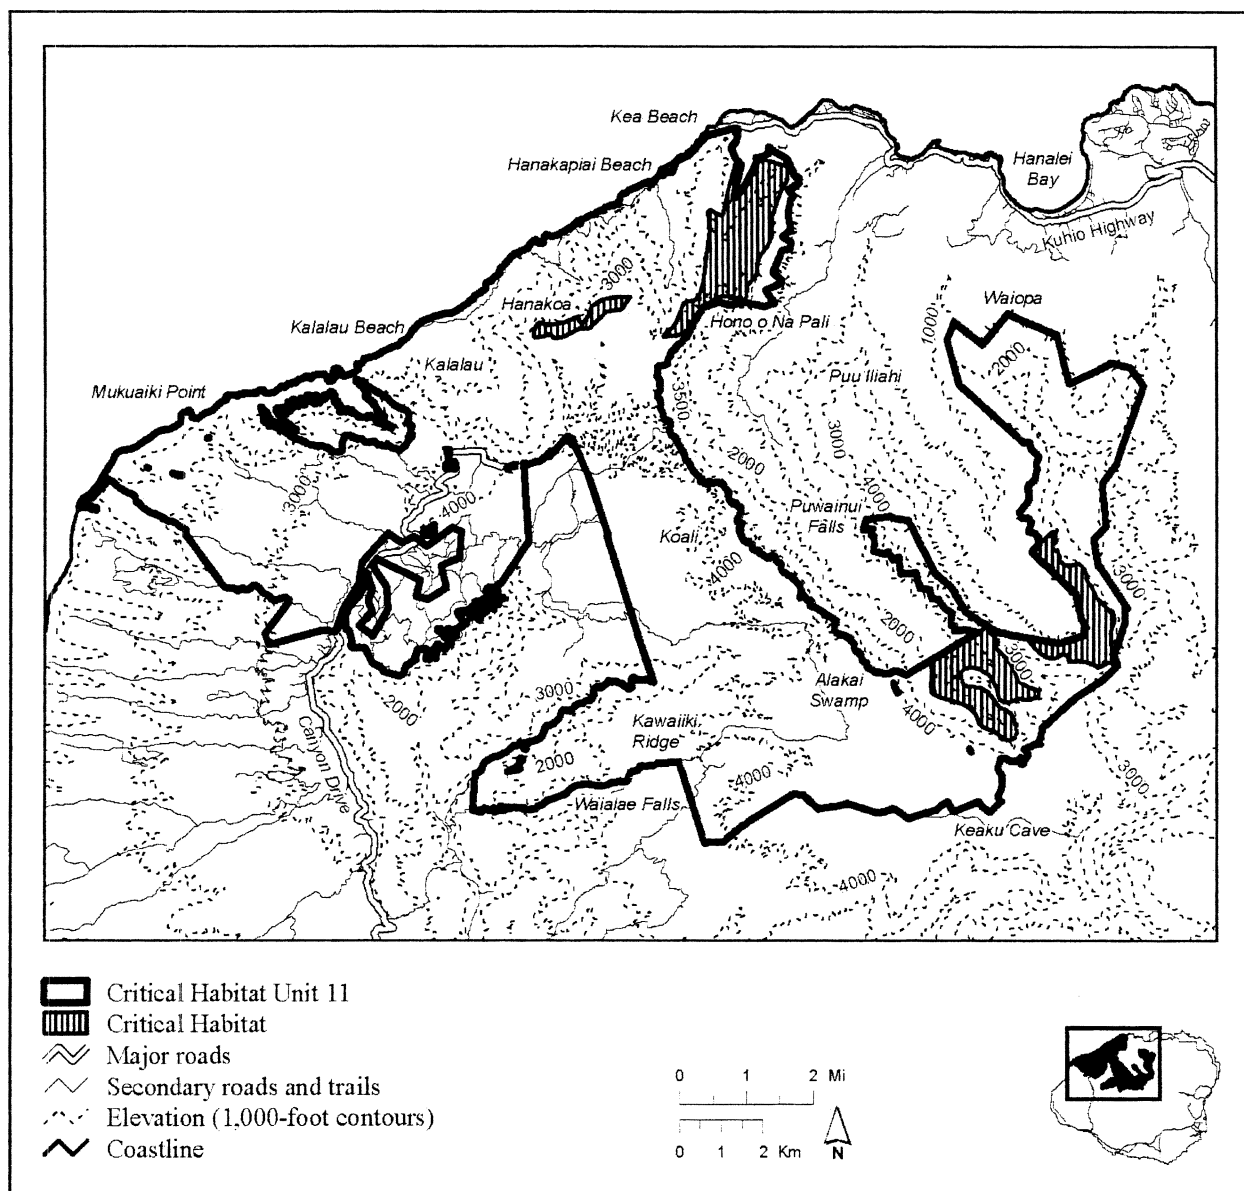 Kea Beach
Hanakapiai Beach
Hanalei
Bay
Kuhio Highway
3000
Hanakoa
Waiopa
Kalalau Beach
Hono o Na Pali
1000
2000
Kalalau
Puu Iliahi
Mukuaiki Point
3500
3000
2000
4000
3000
4000
Puwainui
Falls
Koali
4000
3000
2000
3000
2000
3000
Alakai
Swamp
4000
Kawaiiki
Ridge
Canyon Drive
2000
4000
3000
Waialae Falls
Keaku Cave
4000
Critical Habitat Unit 11
Critical Habitat
Major roads
Secondary roads and trails
Elevation (1,000-foot contours)
Coastline
0 1 2 Mi
0 1 2 Km
N